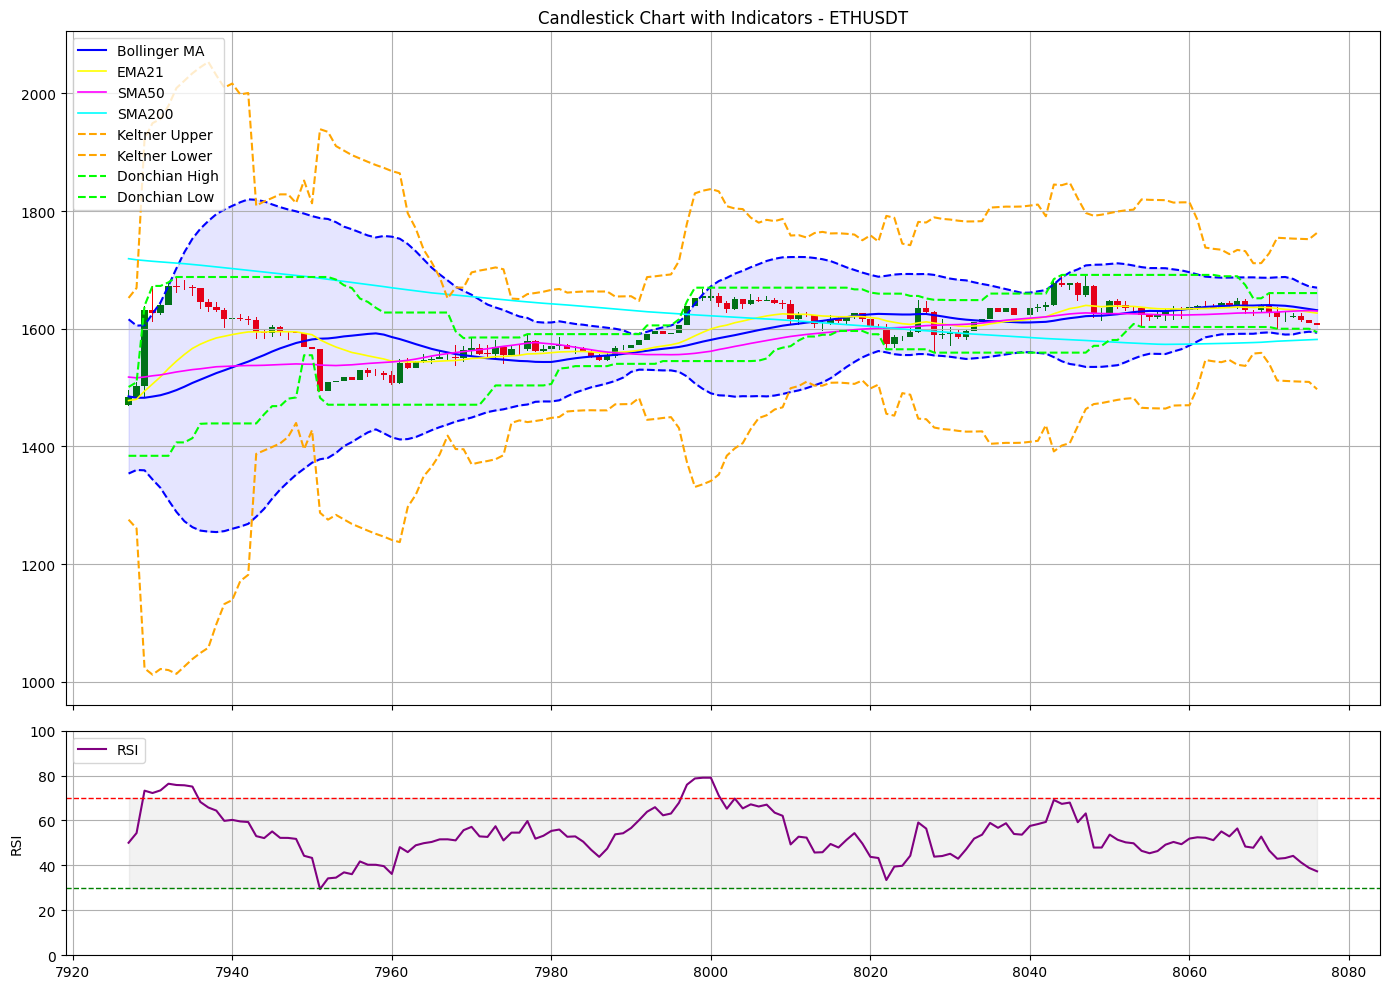 Candlestick Chart with Indicators - ETHUSDT
Bollinger MA
EMA21
SMA50
SMA200
Keltner Upper
Keltner Lower
Donchian High
Donchian Low
2000
1800
1600
1400
1200
1000
RSI
100
80
60
40
20
0
RSI
7920 7940 7960 7980 8000 8020 8040 8060 8080